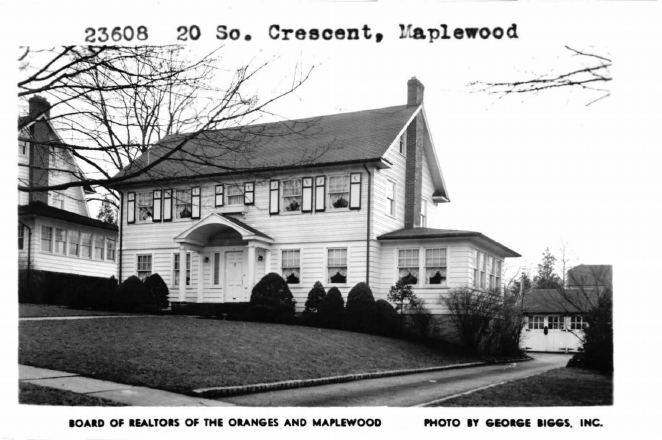 23608 20 So. Crescent, Maplewood
BOARD OF REALTORS OF THE ORANGES AND MAPLEWOOD PHOTO BY GEORGE BIGGS, INC.